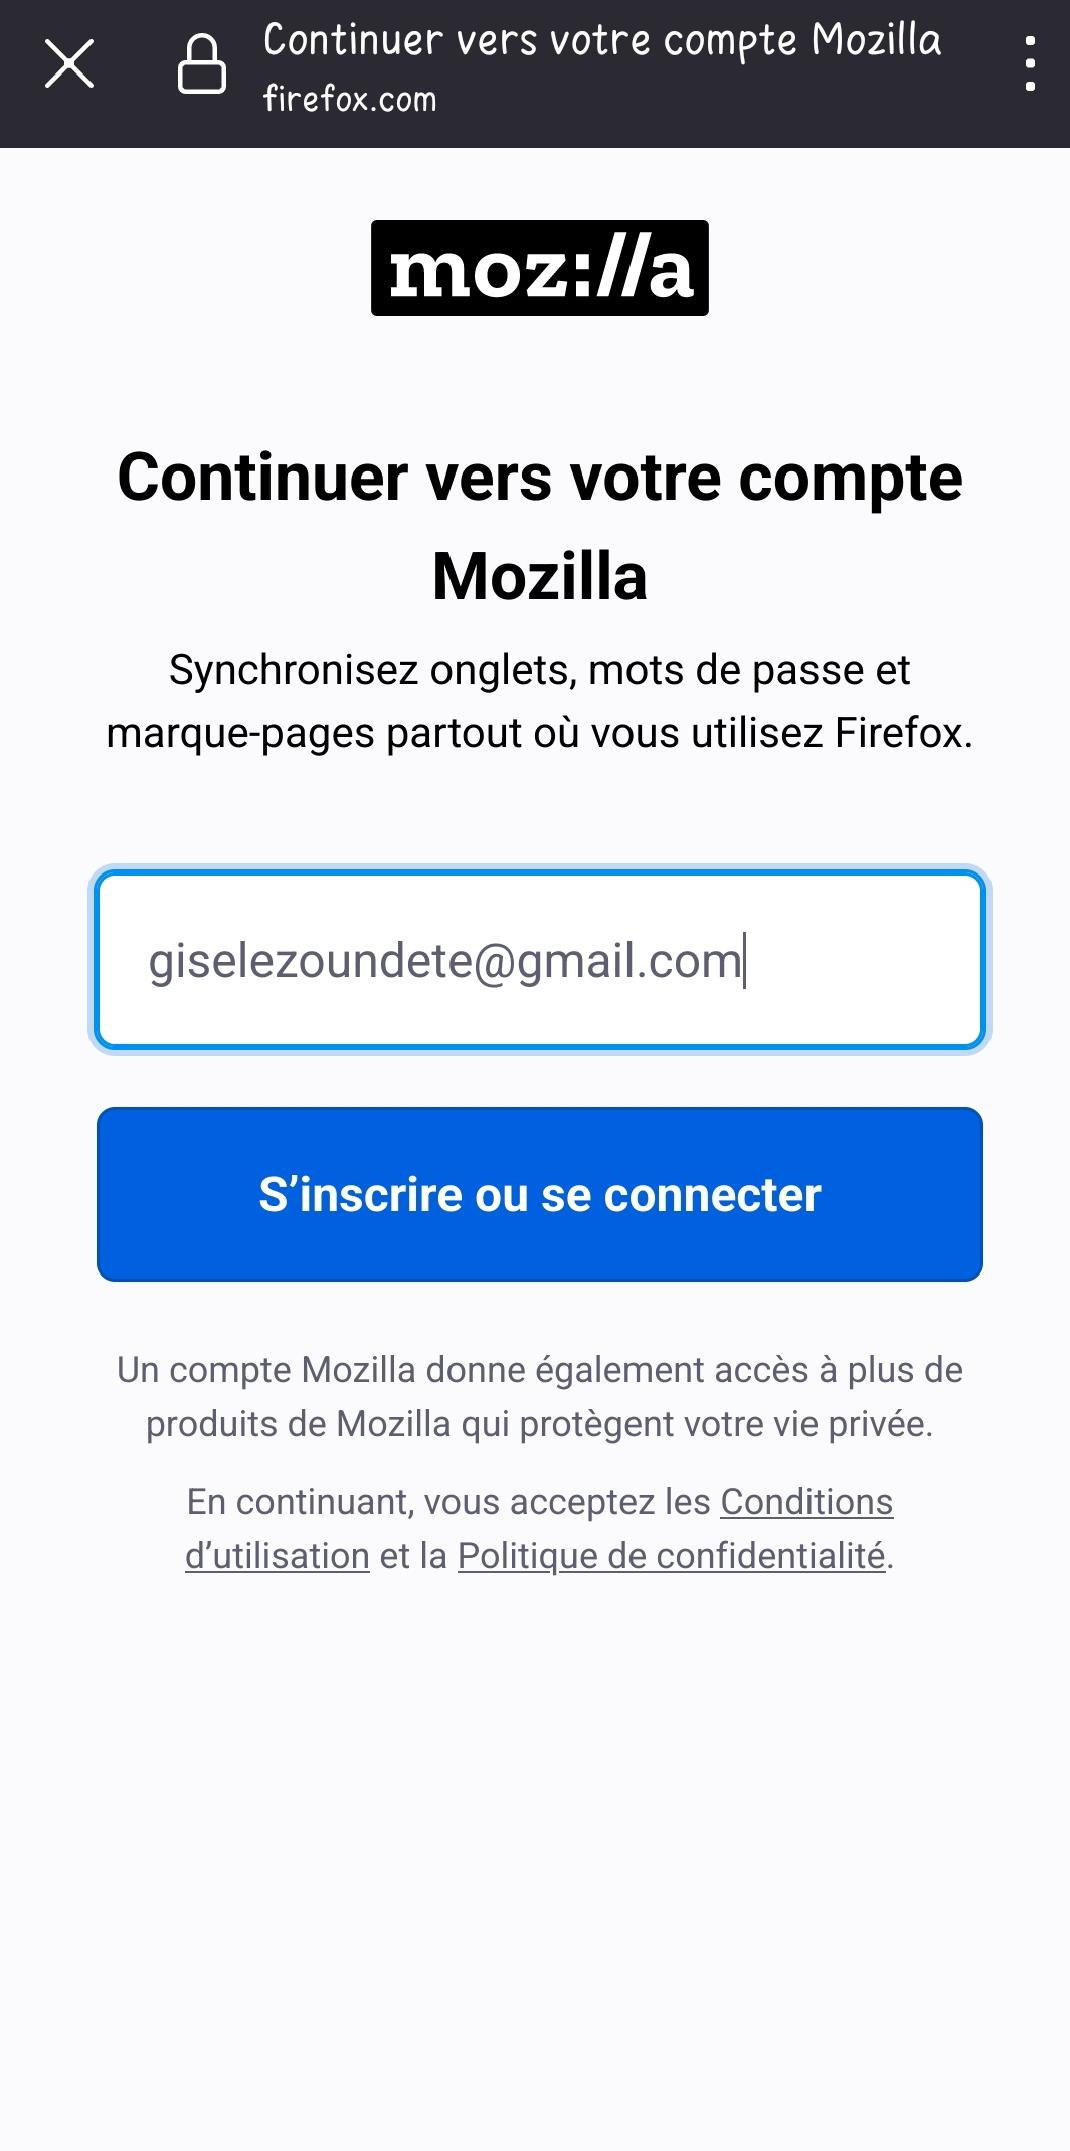 Continuer vers votre compte Mozilla
firefox.com
moz://a
Continuer vers votre compte
Mozilla
Synchronisez onglets, mots de passe et
marque-pages partout où vous utilisez Firefox.
giselezoundete@gmail.com
S’inscrire ou se connecter
Un compte Mozilla donne également accès à plus de
produits de Mozilla qui protègent votre vie privée.
En continuant, vous acceptez les Conditions
d’utilisation et la Politique de confidentialité.